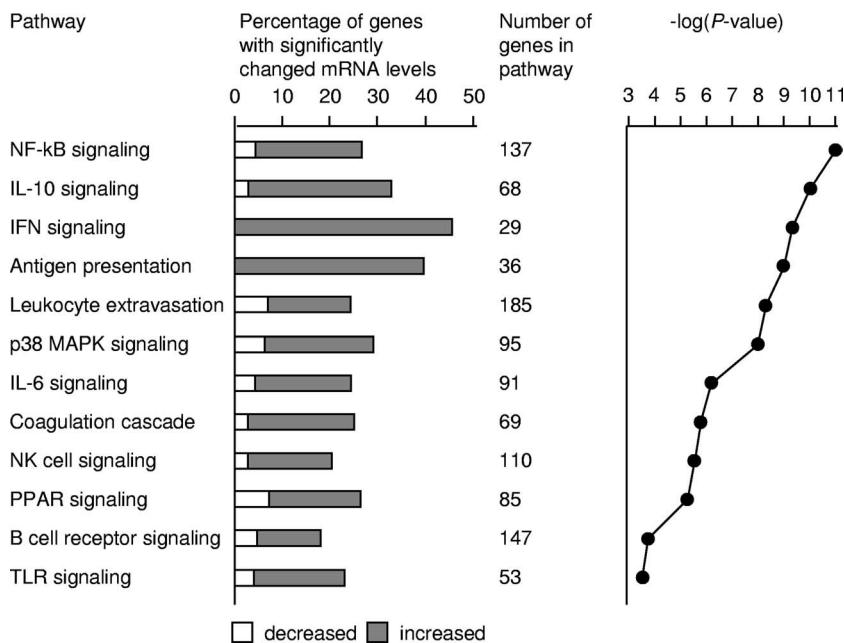 Pathway
Percentage of genes
with significantly
changed mRNA levels
Number of
genes in
pathway
-log(P-value)
0 10 20 30 40 50
3 4 5 6 7 8 9 10 11
NF-kB signaling 137
IL-10 signaling 68
IFN signaling 29
Antigen presentation 36
Leukocyte extravasation 185
p38 MAPK signaling 95
IL-6 signaling 91
Coagulation cascade 69
NK cell signaling 110
PPAR signaling 85
B cell receptor signaling 147
TLR signaling 53
decreased increased